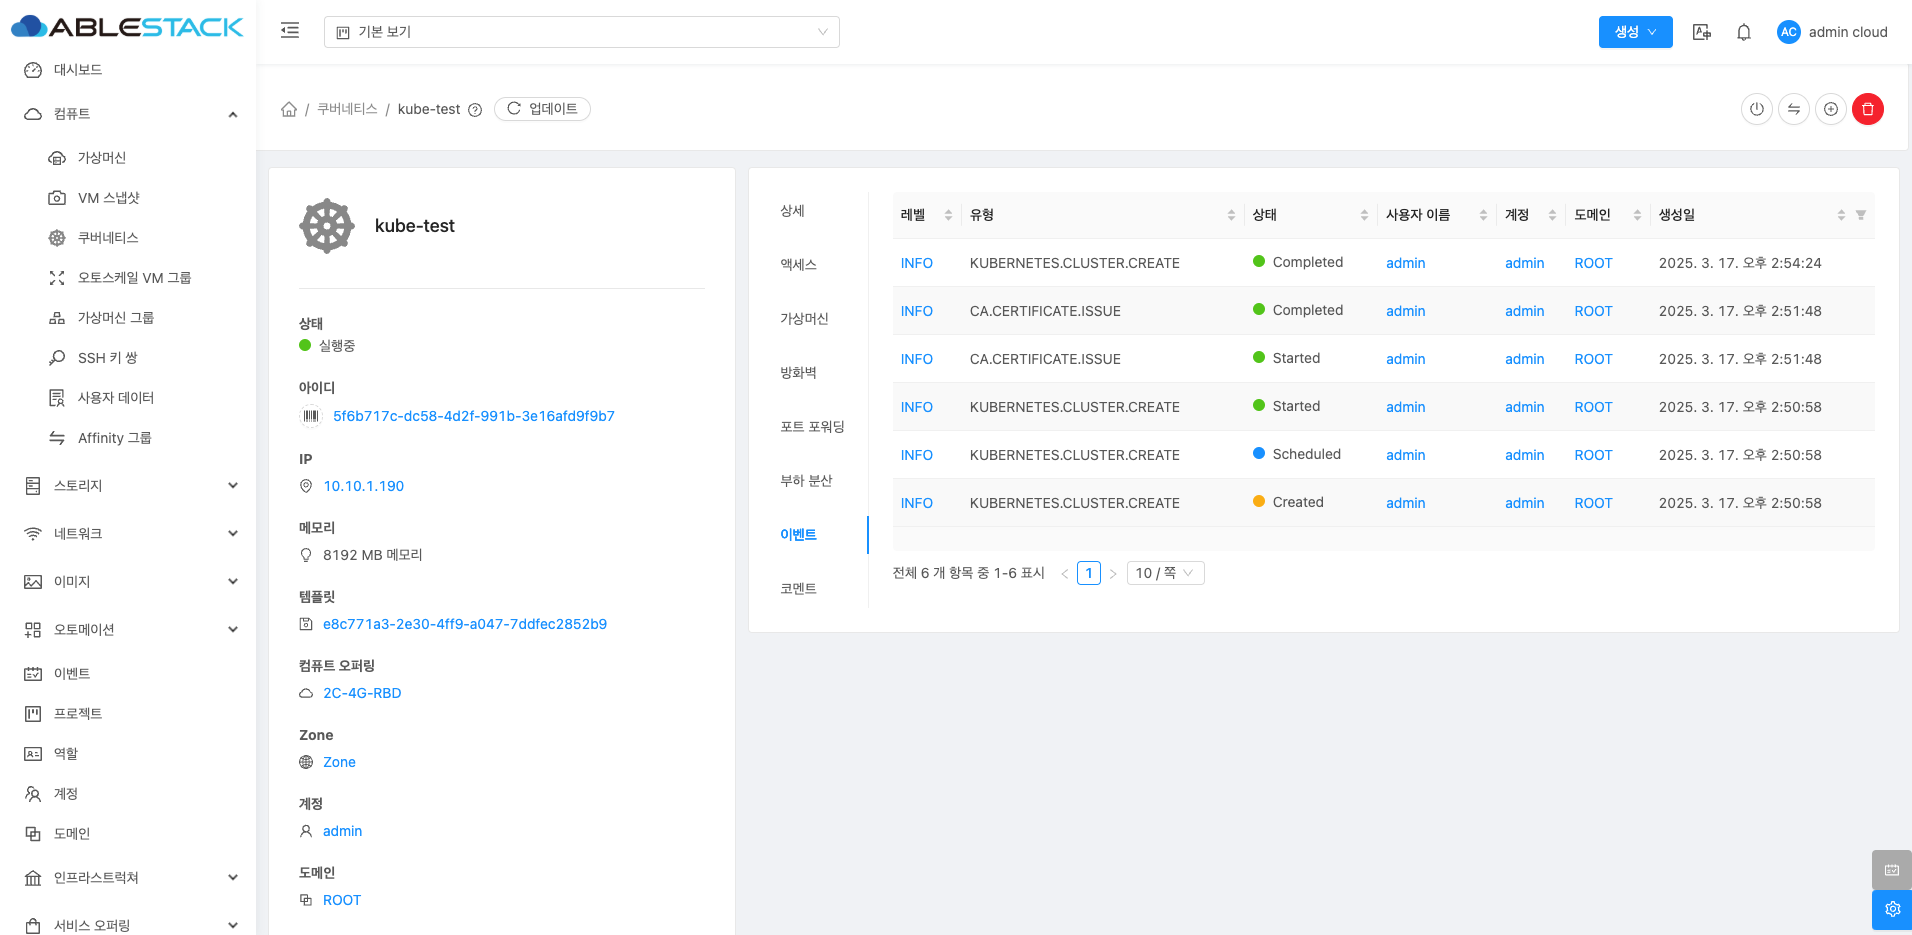 ABLESTACK
기본 보기
생성
AC
admin cloud
대시보드
컴퓨트
가상머신
VM 스냅샷
쿠버네티스
오토스케일 VM 그룹
가상머신 그룹
SSH 키 쌍
사용자 데이터
Affinity 그룹
스토리지
네트워크
이미지
오토메이션
이벤트
프로젝트
역할
계정
도메인
인프라스트럭쳐
서비스 오퍼링
/ 쿠버네티스 / kube-test
업데이트
kube-test
상태
실행중
아이디
5f6b717c-dc58-4d2f-991b-3e16afd9f9b7
IP
10.10.1.190
메모리
8192 MB 메모리
템플릿
e8c771a3-2e30-4ff9-a047-7ddfec2852b9
컴퓨트 오퍼링
2C-4G-RBD
Zone
Zone
계정
admin
도메인
ROOT
상세
액세스
가상머신
방화벽
포트 포워딩
부하 분산
이벤트
코멘트
레벨 유형 상태 사용자 이름 계정 도메인 생성일
INFO KUBERNETES.CLUSTER.CREATE Completed admin admin ROOT 2025. 3. 17. 오후 2:54:24
INFO CA.CERTIFICATE.ISSUE Completed admin admin ROOT 2025. 3. 17. 오후 2:51:48
INFO CA.CERTIFICATE.ISSUE Started admin admin ROOT 2025. 3. 17. 오후 2:51:48
INFO KUBERNETES.CLUSTER.CREATE Started admin admin ROOT 2025. 3. 17. 오후 2:50:58
INFO KUBERNETES.CLUSTER.CREATE Scheduled admin admin ROOT 2025. 3. 17. 오후 2:50:58
INFO KUBERNETES.CLUSTER.CREATE Created admin admin ROOT 2025. 3. 17. 오후 2:50:58
전체 6 개 항목 중 1-6 표시 < 1 > 10 / 쪽